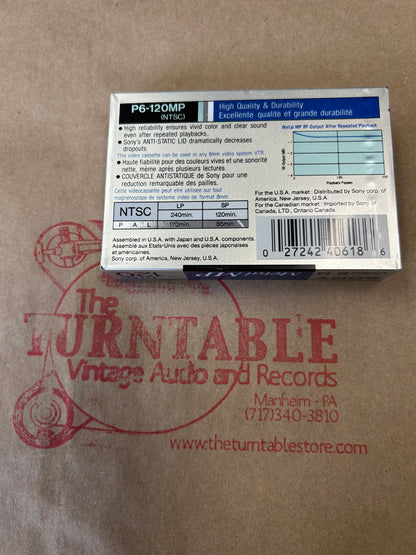 P6-120MP
(NTSC)
High Quality & Durability
Excellente qualité et grande durabilité
● High reliability ensures vivid color and clear sound
even after repeated playbacks.
● Sony's ANTI-STATIC LID dramatically decreases
dropouts.
This video cassette can be used in any 8mm video system VTR.
● Haute fiabilité pour des couleurs vives et une sonorité
nette, même après plusieurs lectures.
● COUVERCLE ANTISTATIQUE de Sony pour une
réduction remarquable des pailles.
Cette vidéocassette peut être utilisée sur tout
magnétoscope de système vidéo de format 8mm.
Metal MP RF-Output After Repeated Playback
RF Output (dB)
100
200
Playback Passes
For the U.S.A. market : Distributed by Sony corp. of
America, New Jersey, U.S.A.
For the Canadian market : Imported by Sony of
Canada, LTD., Ontario Canada.
LP SP
NTSC 240min. 120min.
PAL 170min. 85min.
Assembled in U.S.A. with Japan and U.S.A. components.
Assemblé aux Etats-Unis avec des pièces japonaises
et américaines.
Sony corp. of America, New Jersey, U.S.A.
0 27242 40618 6
Metal MP
The
TURNTABLE
Vintage Audio and Records
Manheim - PA
(717)340-3810
www.theturntablestore.com